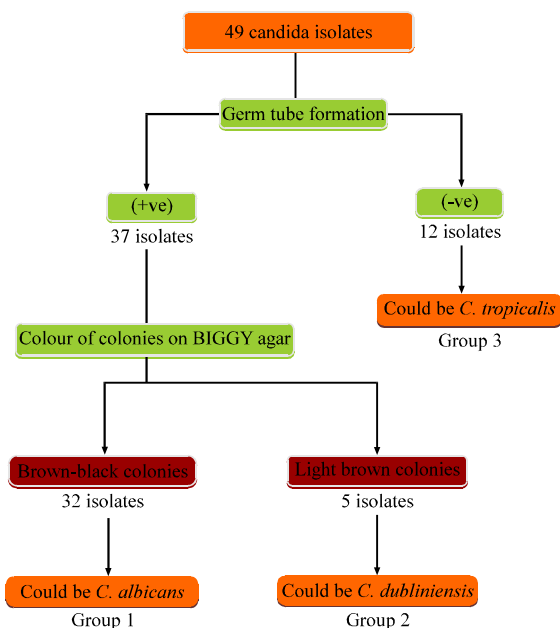 49 candida isolates
Germ tube formation
(+ve)
37 isolates
(-ve)
12 isolates
Could be C. tropicalis
Group 3
Colour of colonies on BIGGY agar
Brown-black colonies
32 isolates
Light brown colonies
5 isolates
Could be C. albicans
Group 1
Could be C. dubliniensis
Group 2